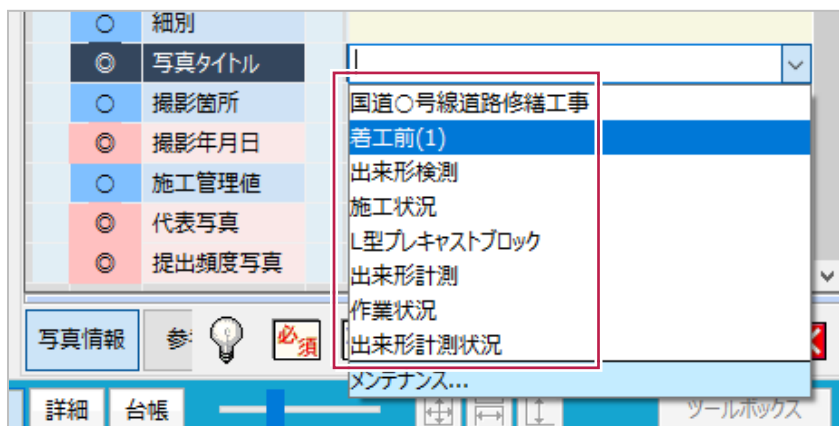 ○ 細別
◎ 写真タイトル
○ 撮影箇所
◎ 撮影年月日
○ 施工管理値
◎ 代表写真
◎ 提出頻度写真
国道○号線道路修繕工事
着工前(1)
出来形検測
施工状況
L型プレキャストブロック
出来形計測
作業状況
出来形計測状況
メンテナンス...
写真情報
参
必須
詳細
台帳
ツールボックス